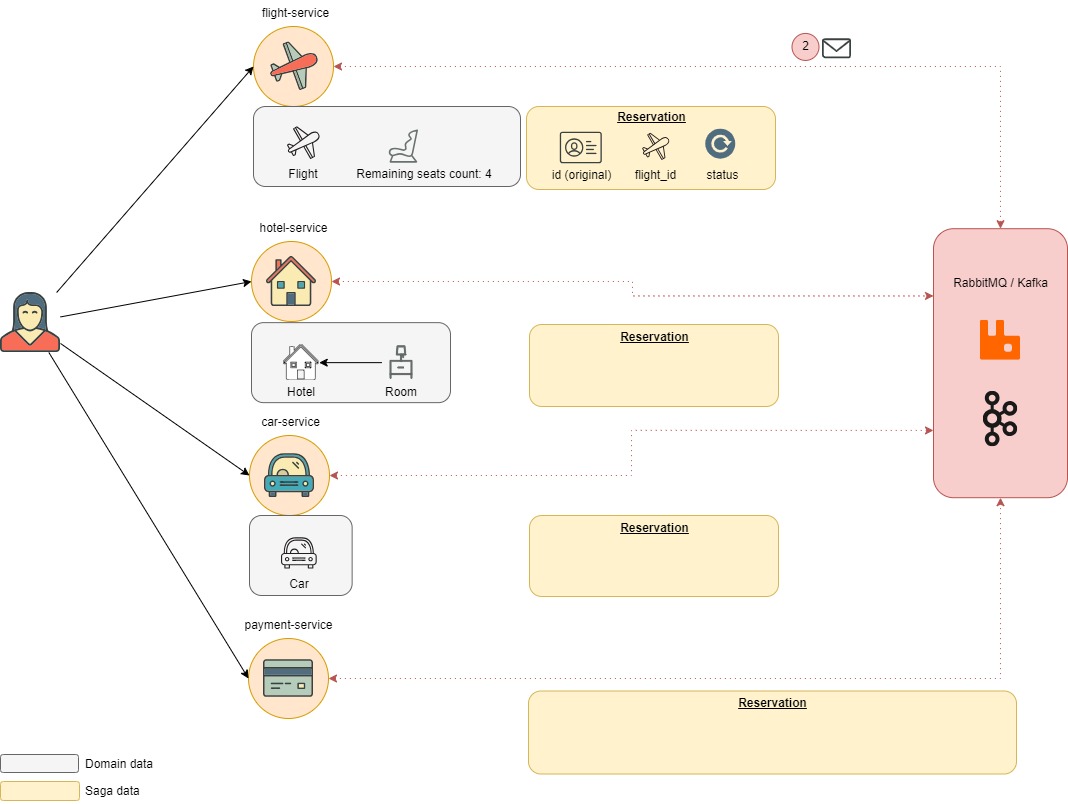 flight-service
2
Reservation
Flight
Remaining seats count: 4
id (original)
flight_id
status
hotel-service
RabbitMQ / Kafka
Reservation
Hotel
Room
car-service
Reservation
Car
payment-service
Reservation
Domain data
Saga data